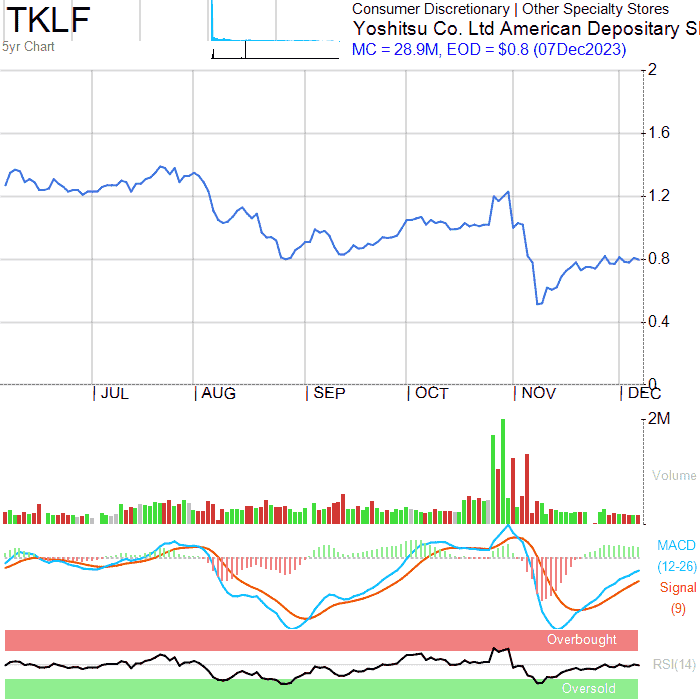 TKLF
5yr Chart
Consumer Discretionary | Other Specialty Stores
Yoshitsu Co. Ltd American Depositary S
MC = 28.9M, EOD = $0.8 (07Dec2023)
2
1.6
1.2
0.8
0.4
0
JUL AUG SEP OCT NOV DEC
2M
Volume
MACD
(12-26)
Signal
(9)
Overbought
RSI(14)
Oversold